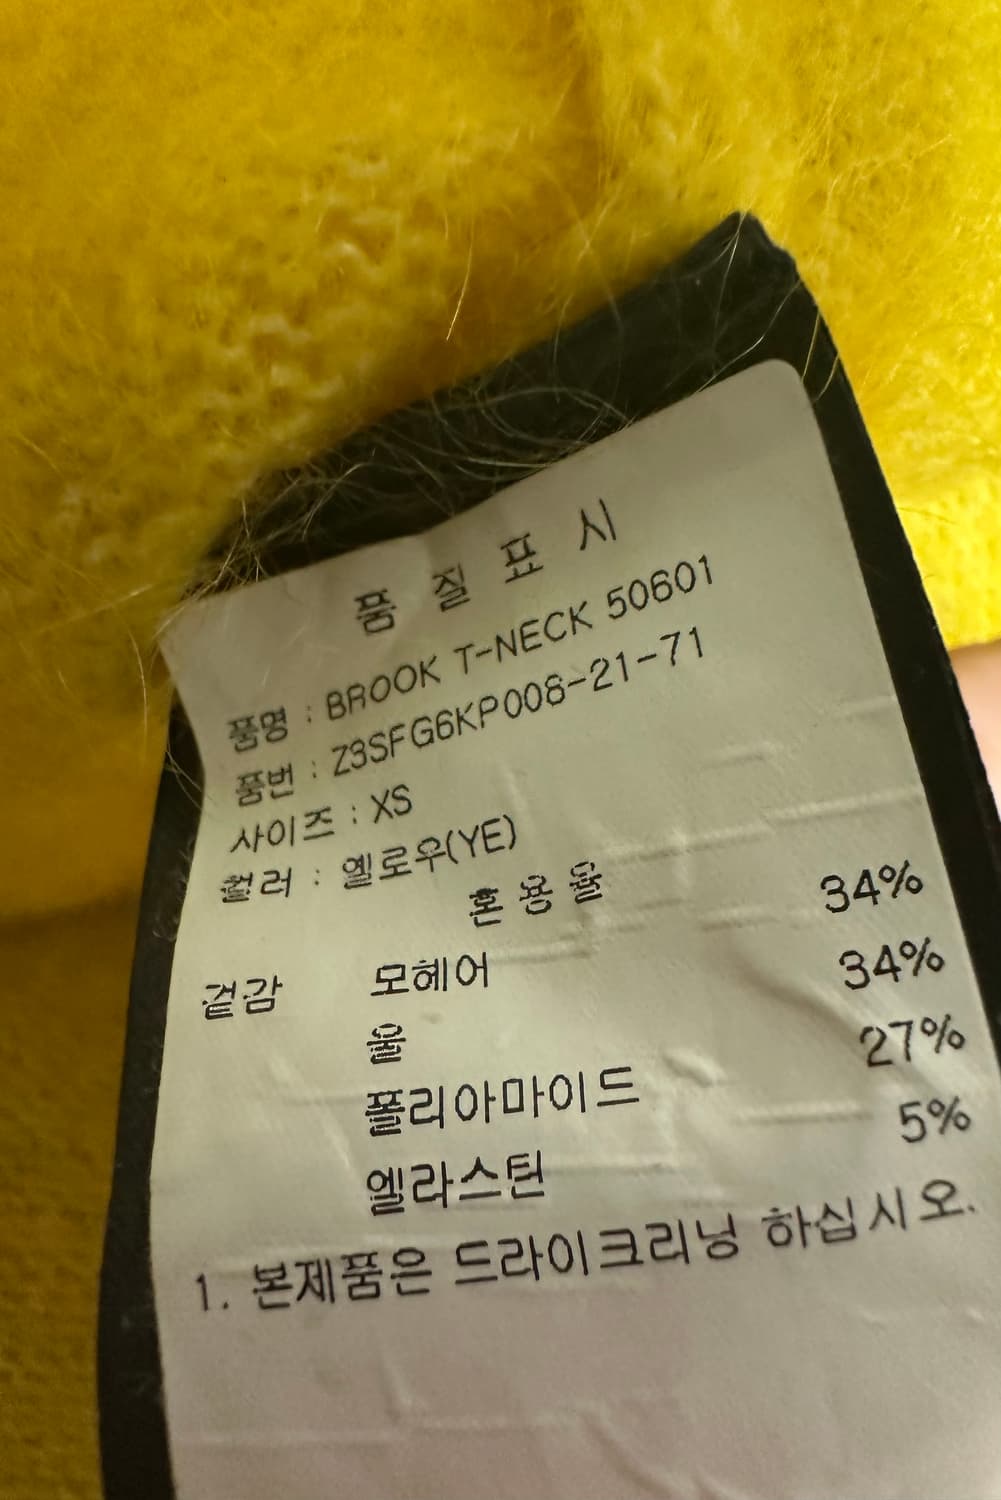 품 질 표 시
품명 : BROOK T-NECK 50601
품번 : Z3SFG6KP008-21-71
사이즈 : XS
컬러 : 옐로우(YE)
혼용율
겉감 모헤어 34%
울 34%
폴리아마이드 27%
엘라스틴 5%
1. 본제품은 드라이크리닝 하십시오.